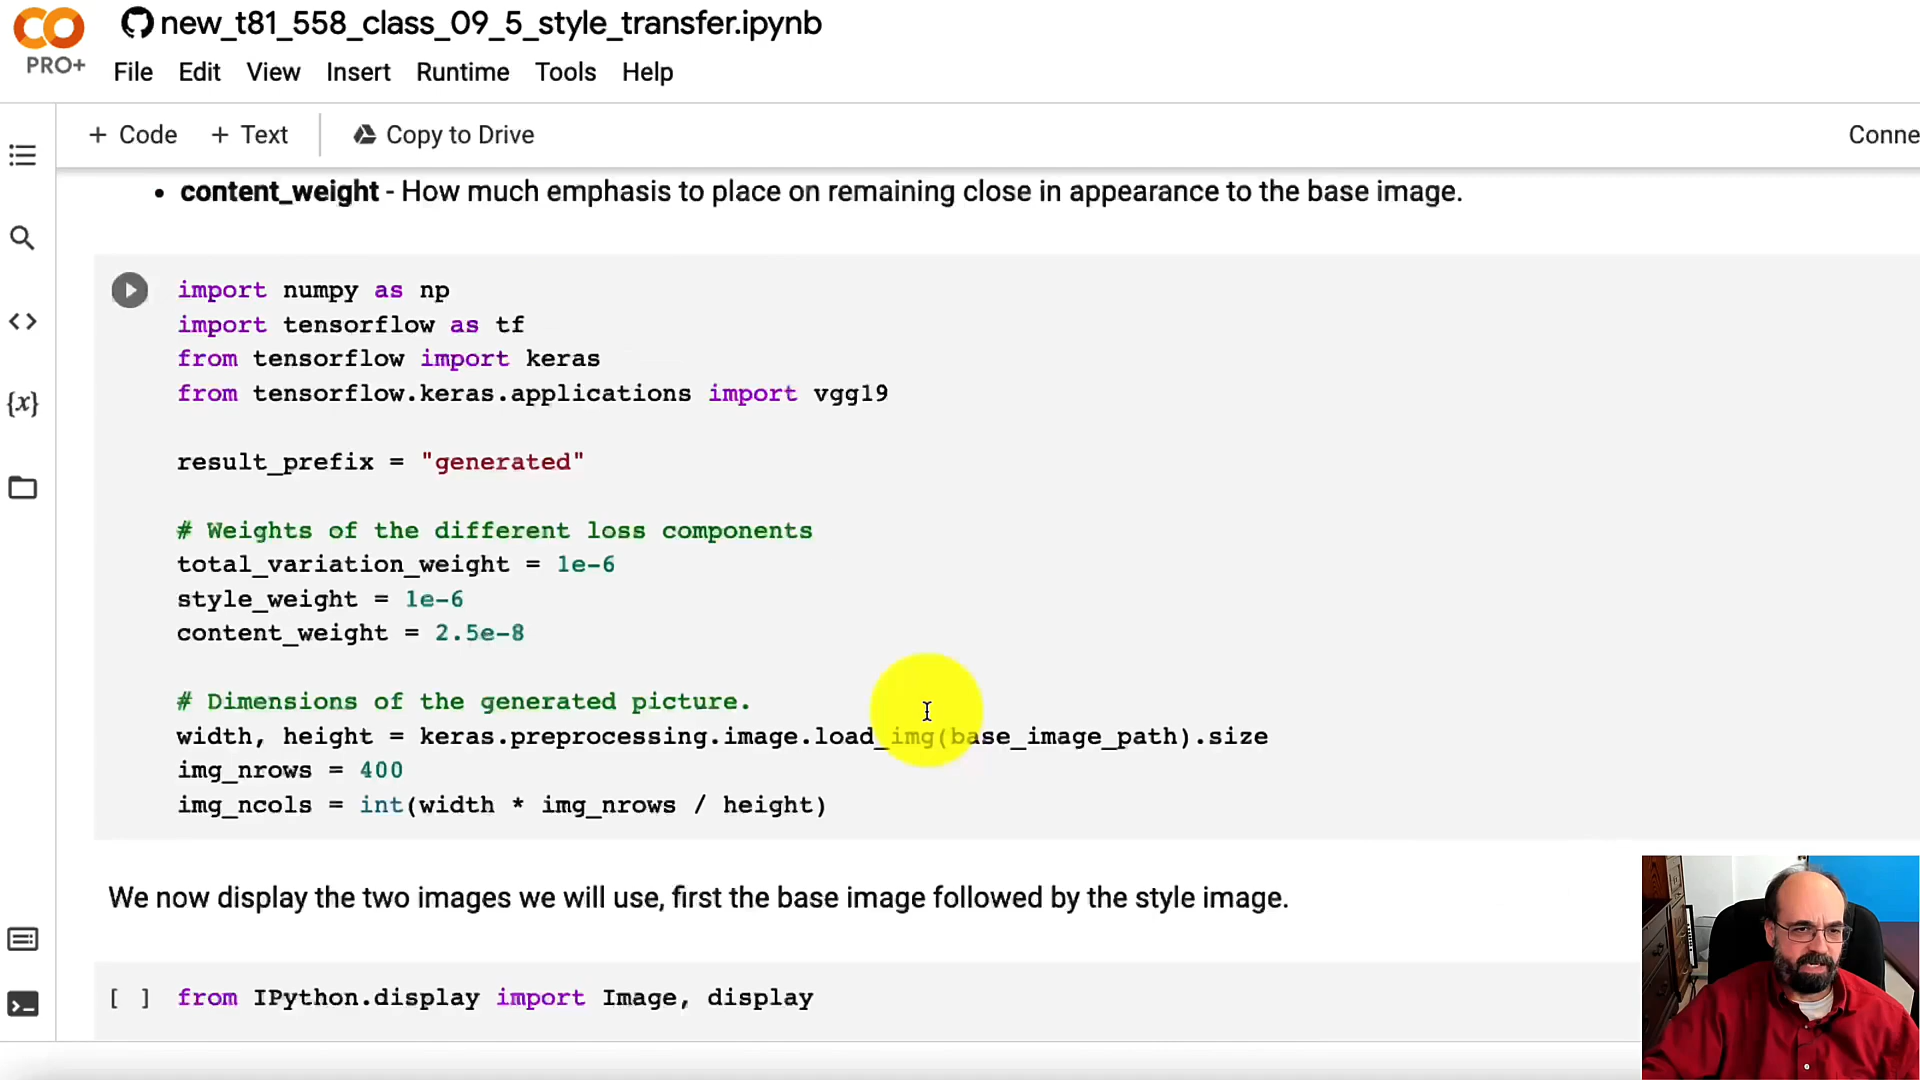 new_t81_558_class_09_5_style_transfer.ipynb
PRO+
File Edit View Insert Runtime Tools Help
+ Code + Text Copy to Drive Conne
• content_weight - How much emphasis to place on remaining close in appearance to the base image.
import numpy as np
import tensorflow as tf
from tensorflow import keras
from tensorflow.keras.applications import vgg19
result_prefix = "generated"
# Weights of the different loss components
total_variation_weight = 1e-6
style_weight = 1e-6
content_weight = 2.5e-8
# Dimensions of the generated picture.
width, height = keras.preprocessing.image.load_img(base_image_path).size
img_nrows = 400
img_ncols = int(width * img_nrows / height)
We now display the two images we will use, first the base image followed by the style image.
[ ] from IPython.display import Image, display